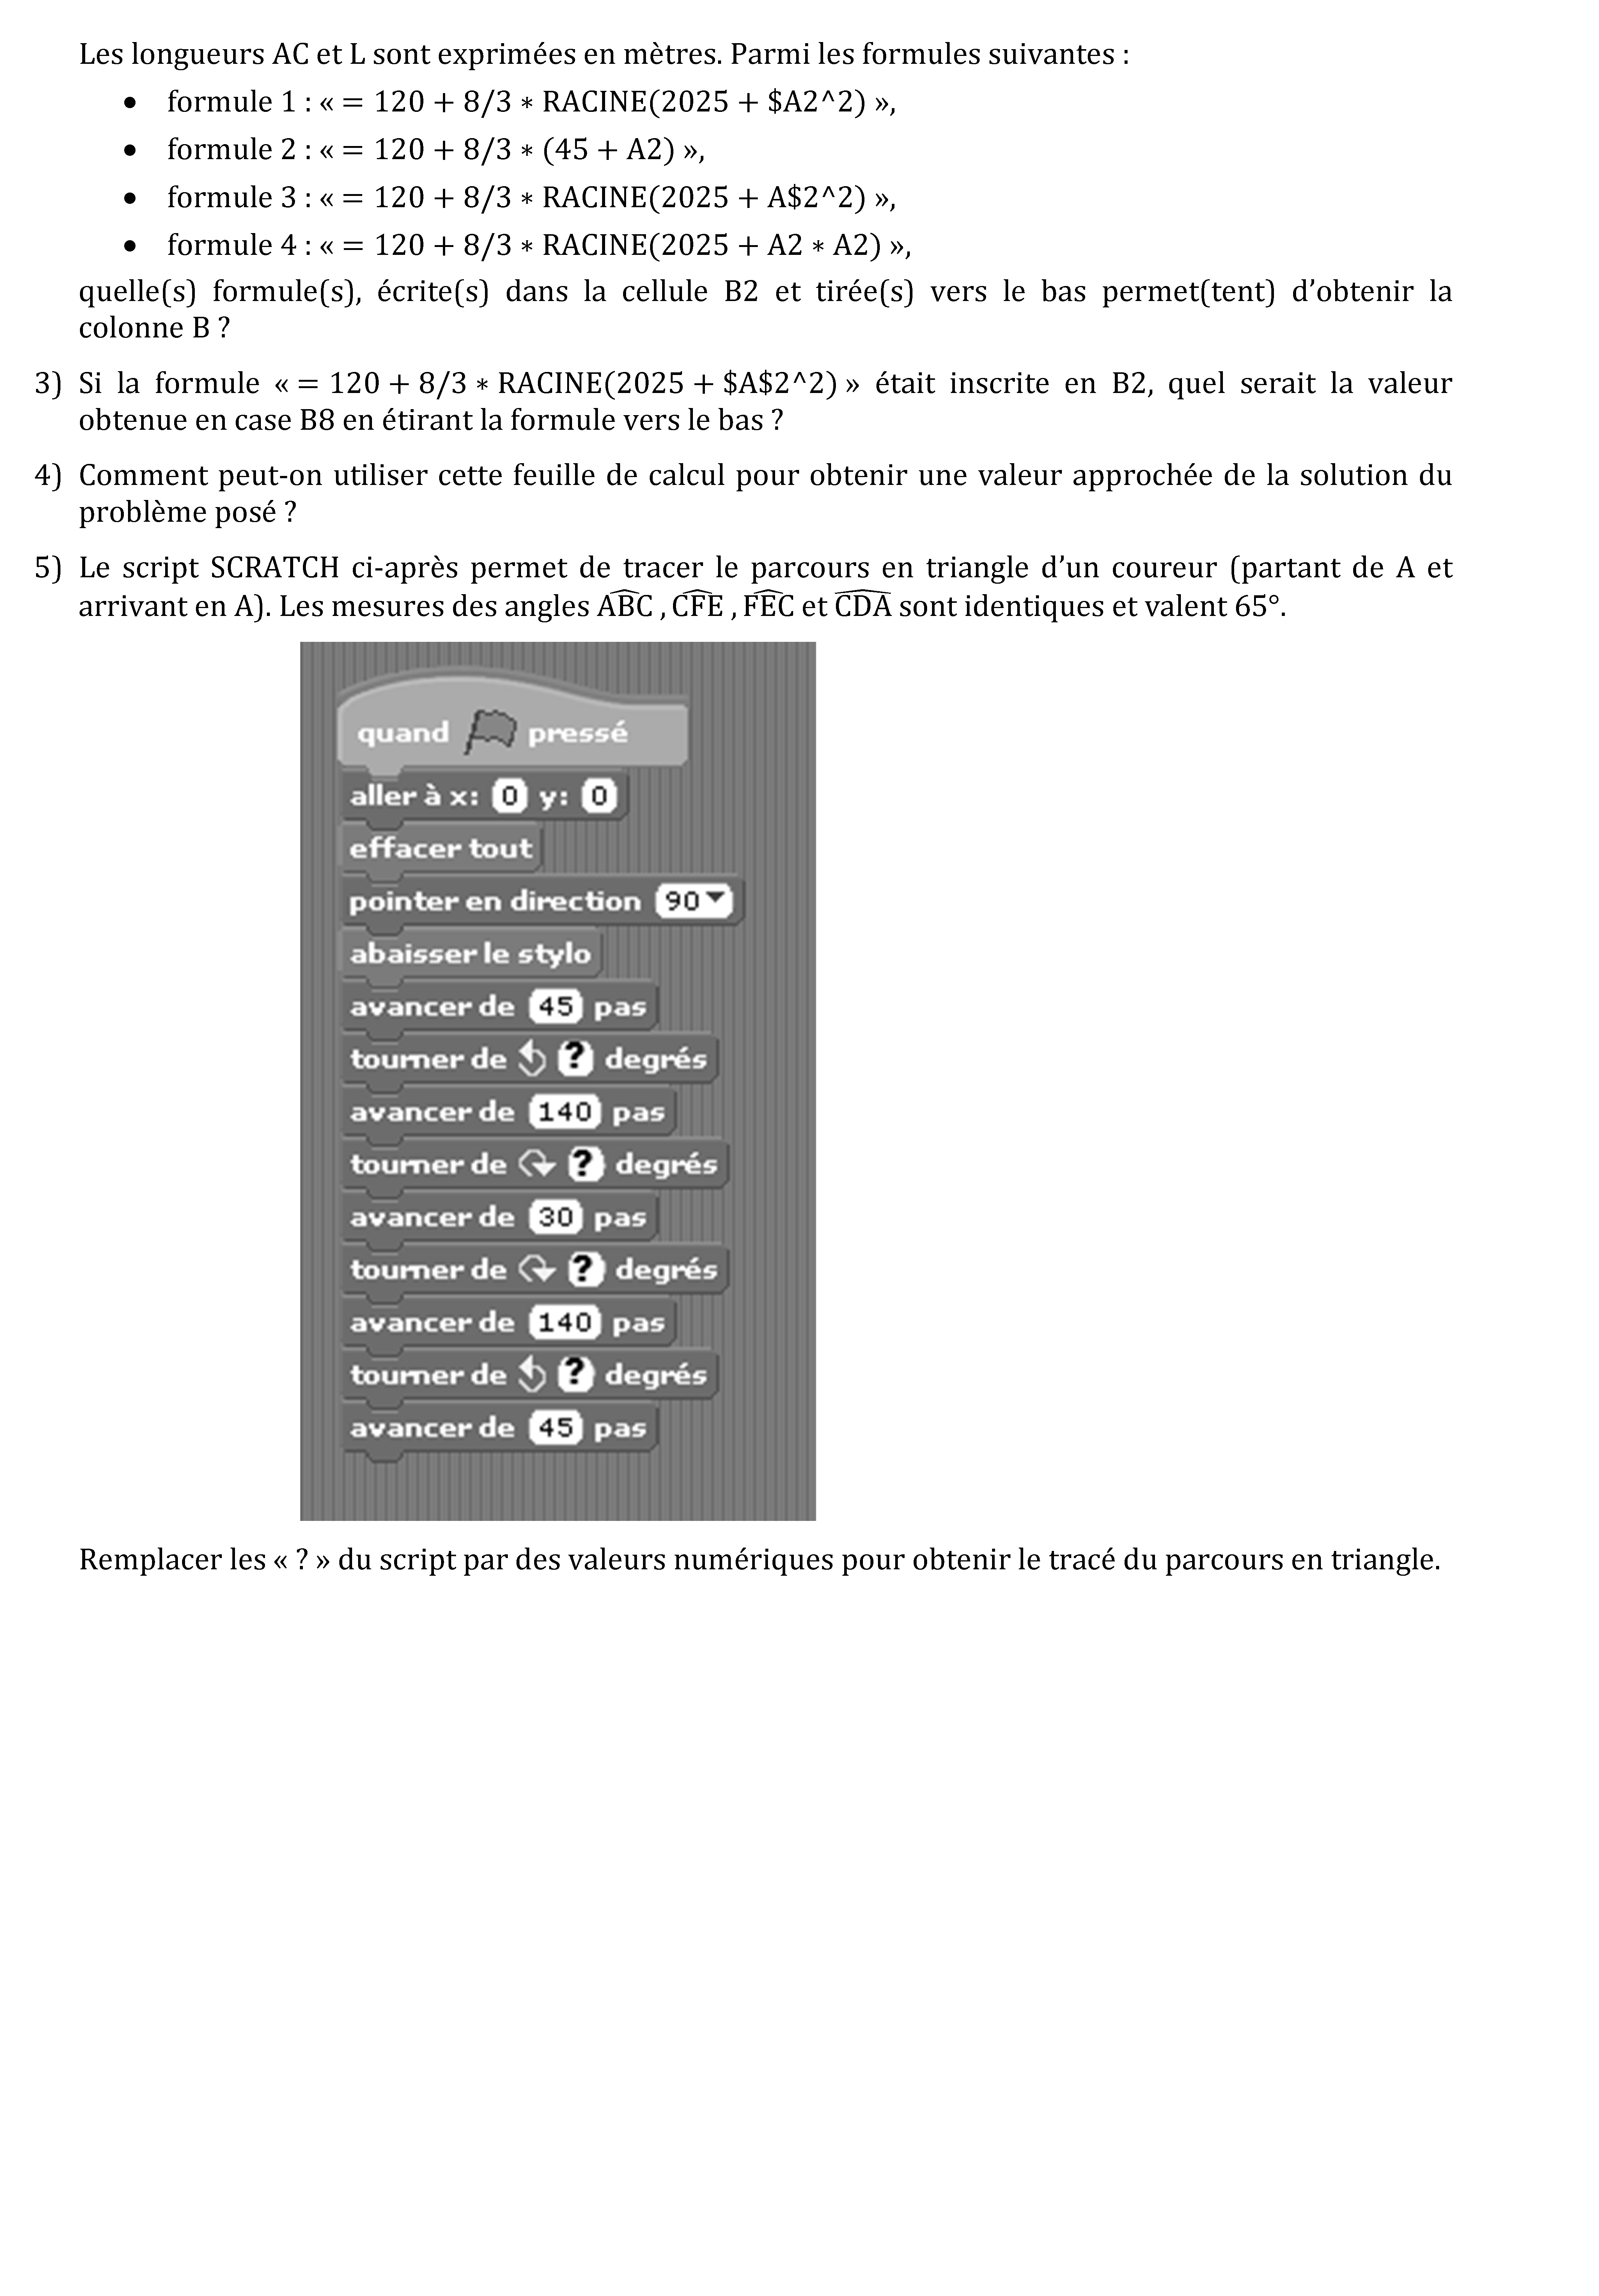 Les longueurs AC et L sont exprimées en mètres. Parmi les formules suivantes :
• formule 1 : « = 120 + 8/3 ∗ RACINE(2025 + $A2^2) »,
• formule 2 : « = 120 + 8/3 ∗ (45 + A2) »,
• formule 3 : « = 120 + 8/3 ∗ RACINE(2025 + A$2^2) »,
• formule 4 : « = 120 + 8/3 ∗ RACINE(2025 + A2 ∗ A2) »,
quelle(s) formule(s), écrite(s) dans la cellule B2 et tirée(s) vers le bas permet(tent) d’obtenir la
colonne B ?
3) Si la formule « = 120 + 8/3 ∗ RACINE(2025 + $A$2^2) » était inscrite en B2, quel serait la valeur
obtenue en case B8 en étirant la formule vers le bas ?
4) Comment peut-on utiliser cette feuille de calcul pour obtenir une valeur approchée de la solution du
problème posé ?
5) Le script SCRATCH ci-après permet de tracer le parcours en triangle d’un coureur (partant de A et
arrivant en A). Les mesures des angles A͡BC , C͡FE , F͡EC et C͡DA sont identiques et valent 65°.
quand pressé
aller à x: 0 y: 0
effacer tout
pointer en direction 90
abaisser le stylo
avancer de 45 pas
tourner de ? degrés
avancer de 140 pas
tourner de ? degrés
avancer de 30 pas
tourner de ? degrés
avancer de 140 pas
tourner de ? degrés
avancer de 45 pas
Remplacer les « ? » du script par des valeurs numériques pour obtenir le tracé du parcours en triangle.